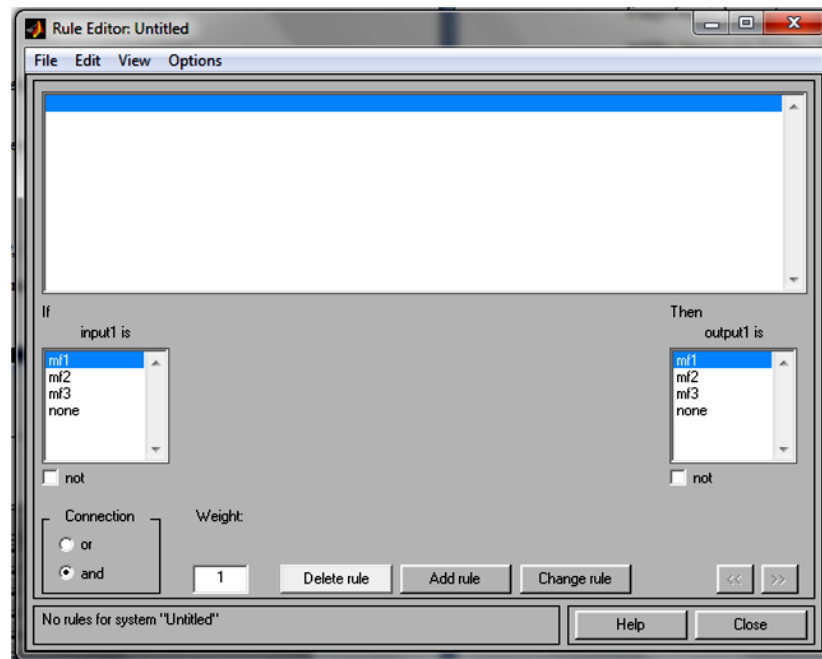 Rule Editor: Untitled
File Edit View Options
If
Then
input1 is
output1 is
mf1
mf2
mf3
none
mf1
mf2
mf3
none
not
not
Connection
Weight:
or
and
1
Delete rule
Add rule
Change rule
<<
>>
No rules for system "Untitled"
Help
Close